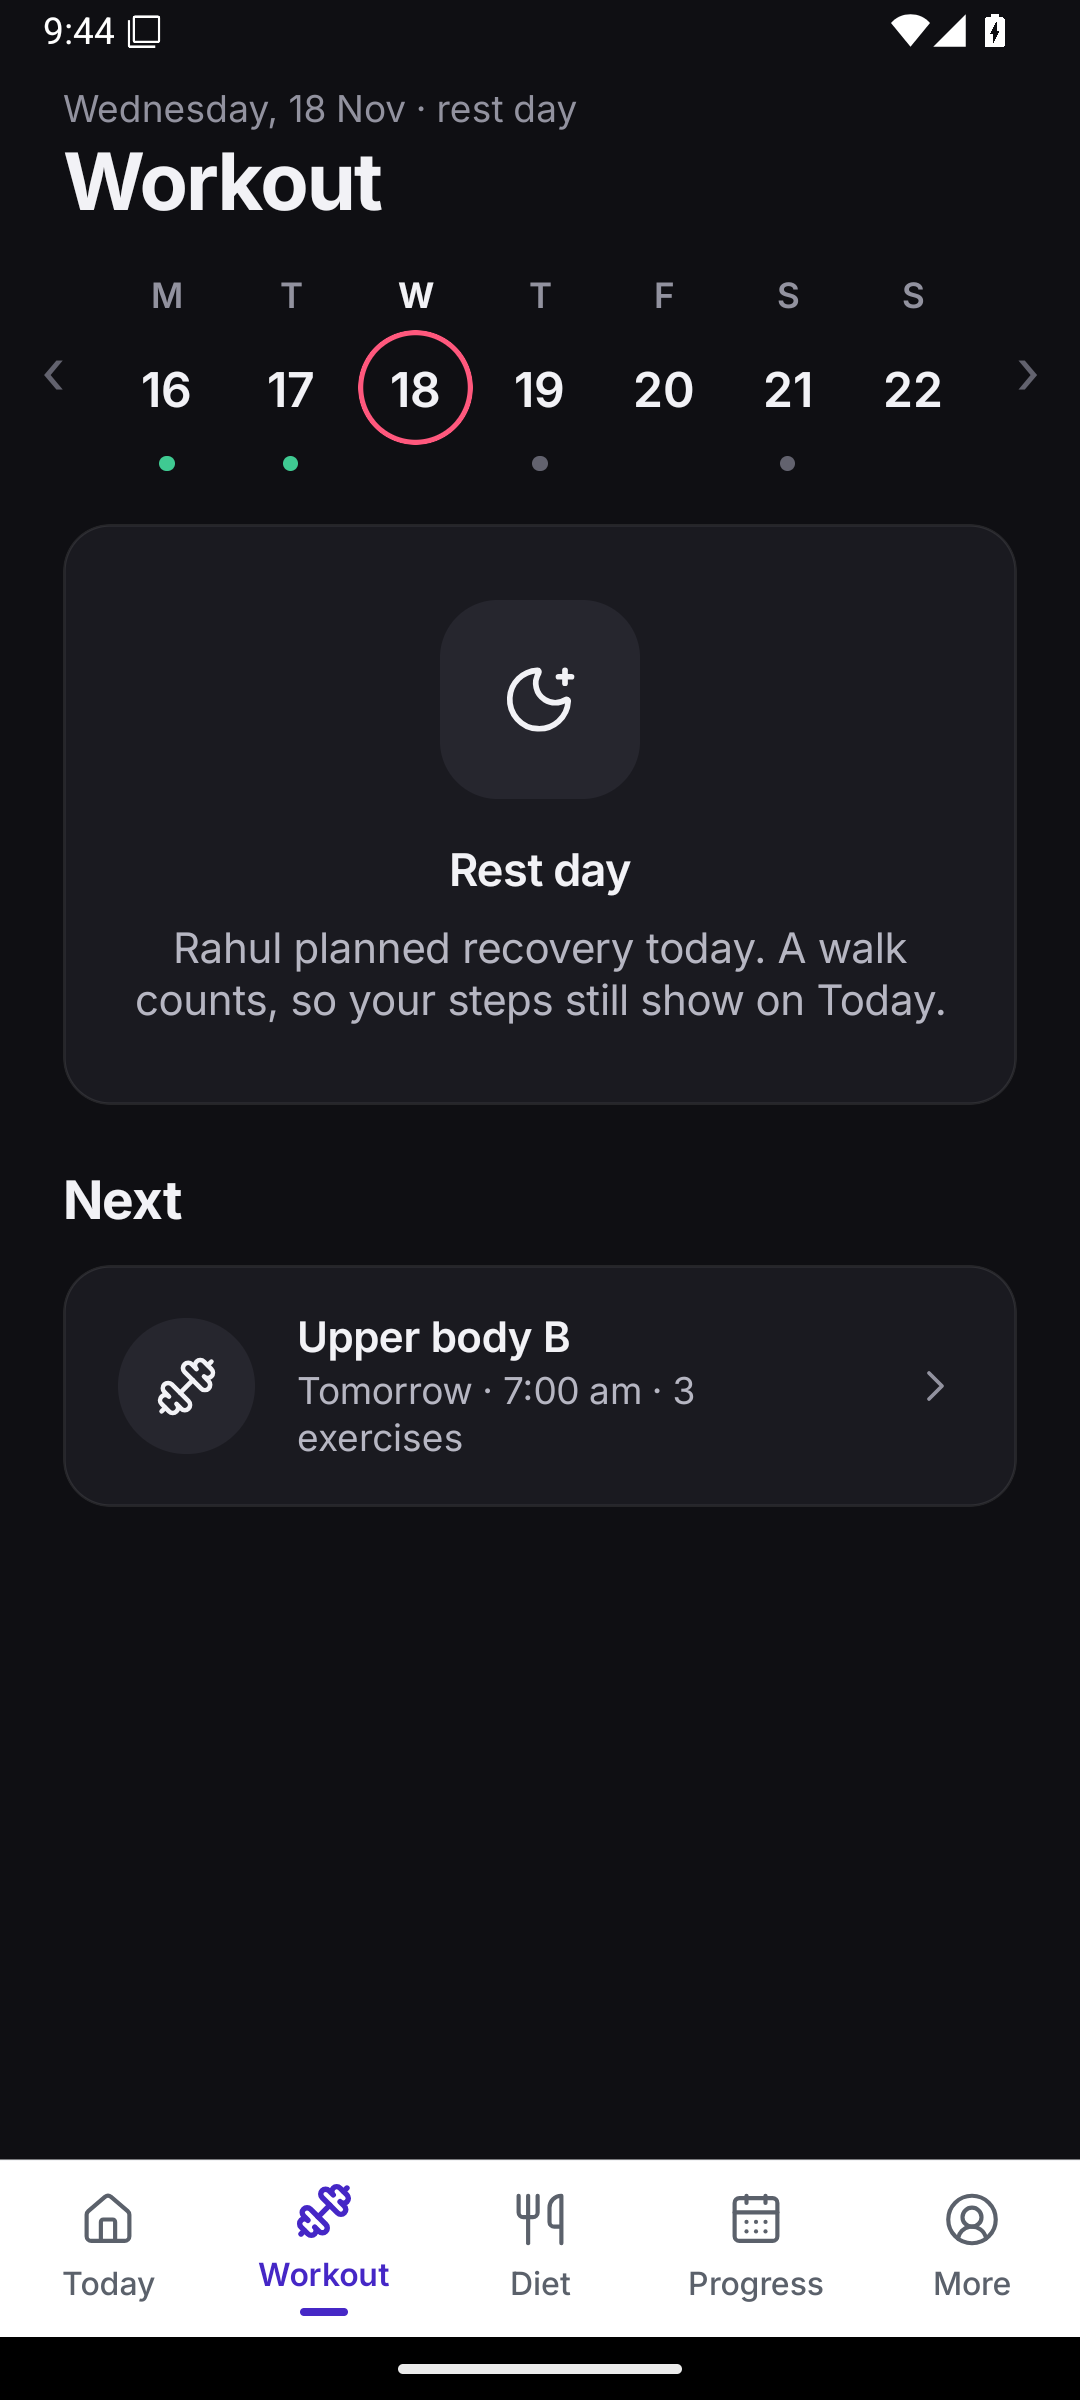 9:44
Wednesday, 18 Nov · rest day
Workout
M T W T F S S
16 17 18 19 20 21 22
Rest day
Rahul planned recovery today. A walk
counts, so your steps still show on Today.
Next
Upper body B
Tomorrow · 7:00 am · 3
exercises
Today Workout Diet Progress More